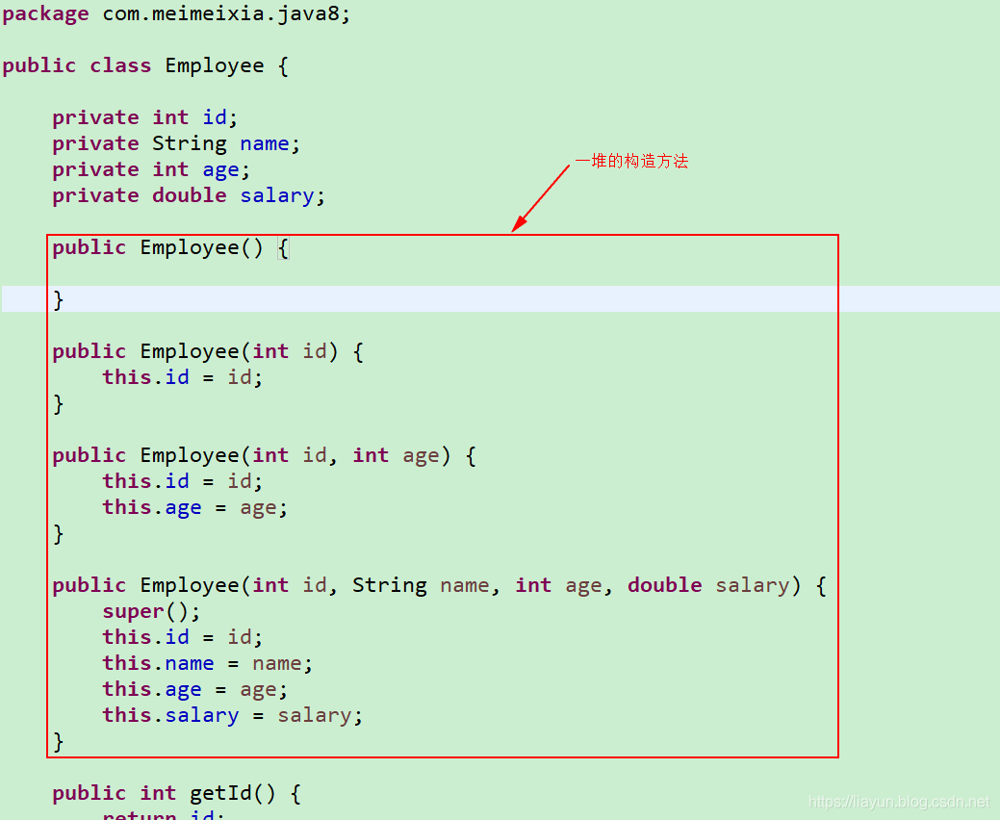 package com.meimeixia.java8;
public class Employee {
private int id;
private String name;
private int age;
private double salary;
一堆的构造方法
public Employee() {
}
public Employee(int id) {
this.id = id;
}
public Employee(int id, int age) {
this.id = id;
this.age = age;
}
public Employee(int id, String name, int age, double salary) {
super();
this.id = id;
this.name = name;
this.age = age;
this.salary = salary;
}
public int getId() {
return id;
https://liayun.blog.csdn.net